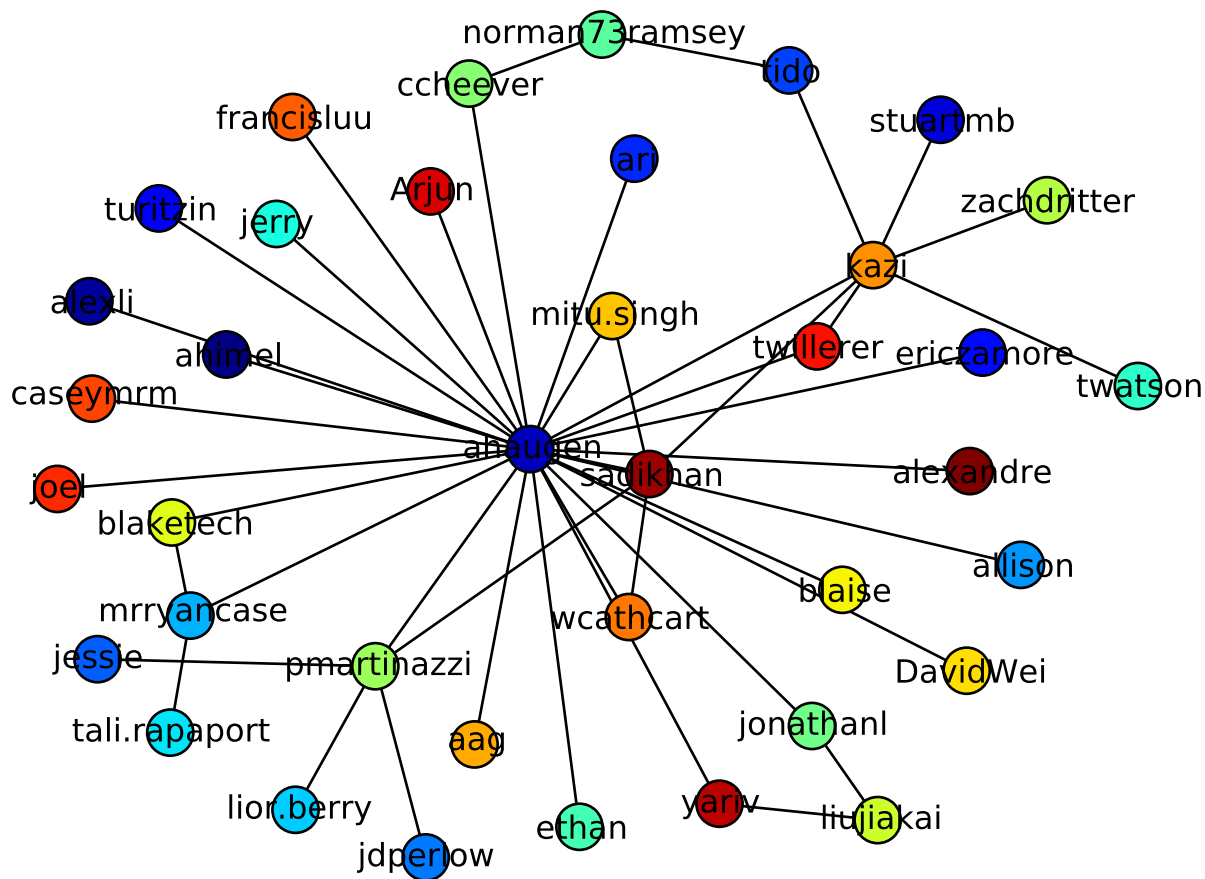 norman73ramsey
tido
ccheever
francisluu
stuartmb
ari
Arjun
zachdritter
turitzin
jerry
kazi
alexli
mitu.singh
ahimel
twillerer
ericzamore
twatson
caseymrm
ahaugen
sadikhan
alexandre
joel
blaketech
allison
blaise
mrryancase
wcathcart
jessie
pmartinazzi
DavidWei
tali.rapaport
aag
jonathanl
lior.berry
yariv
liujiakai
ethan
jdperlow